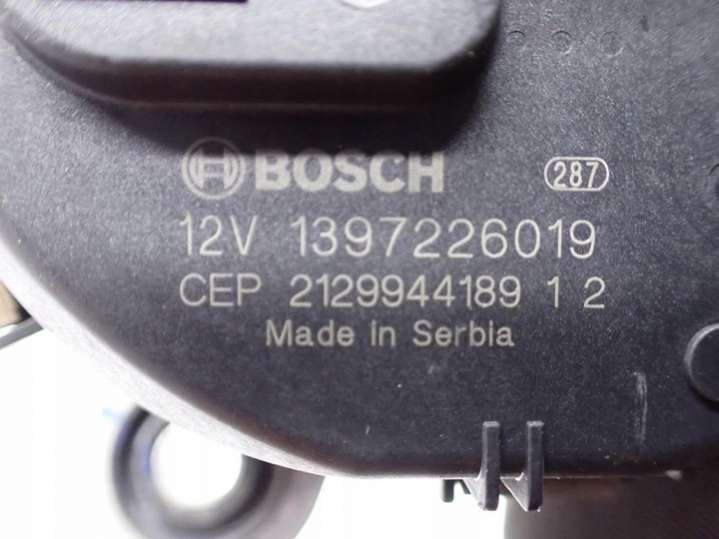 BOSCH 287
12V 1397226019
CEP 2129944189 1 2
Made in Serbia